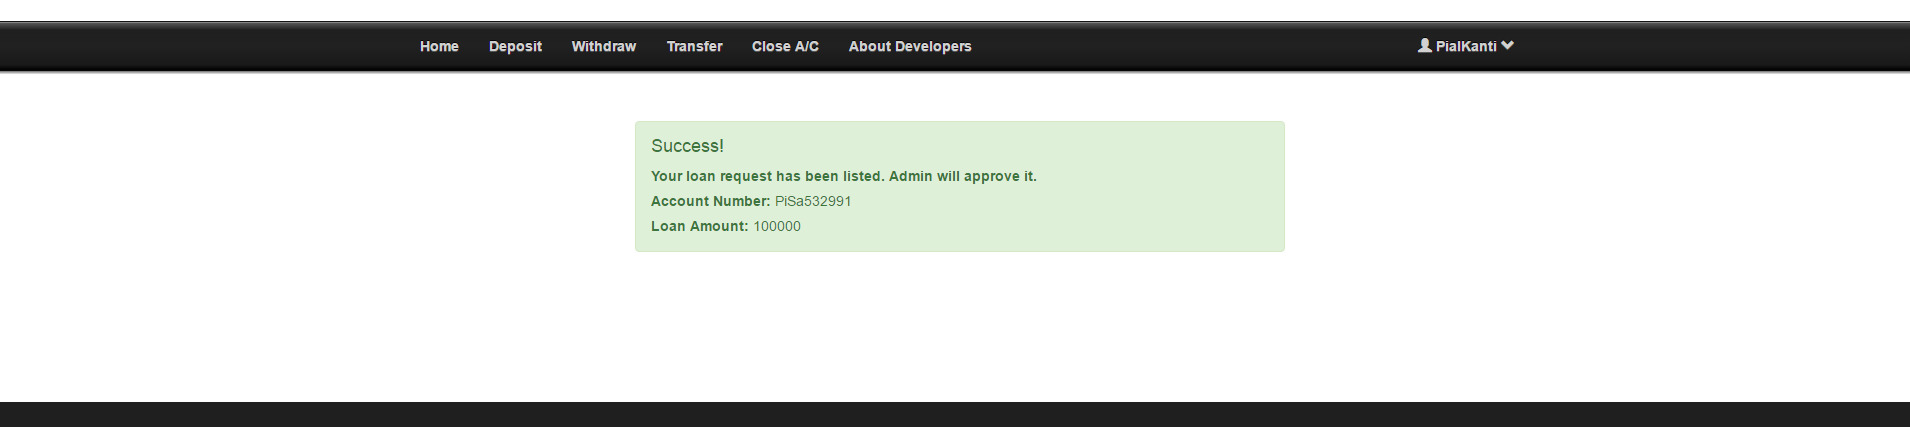 Home Deposit Withdraw Transfer Close A/C About Developers PialKanti
Success!
Your loan request has been listed. Admin will approve it.
Account Number: PiSa532991
Loan Amount: 100000